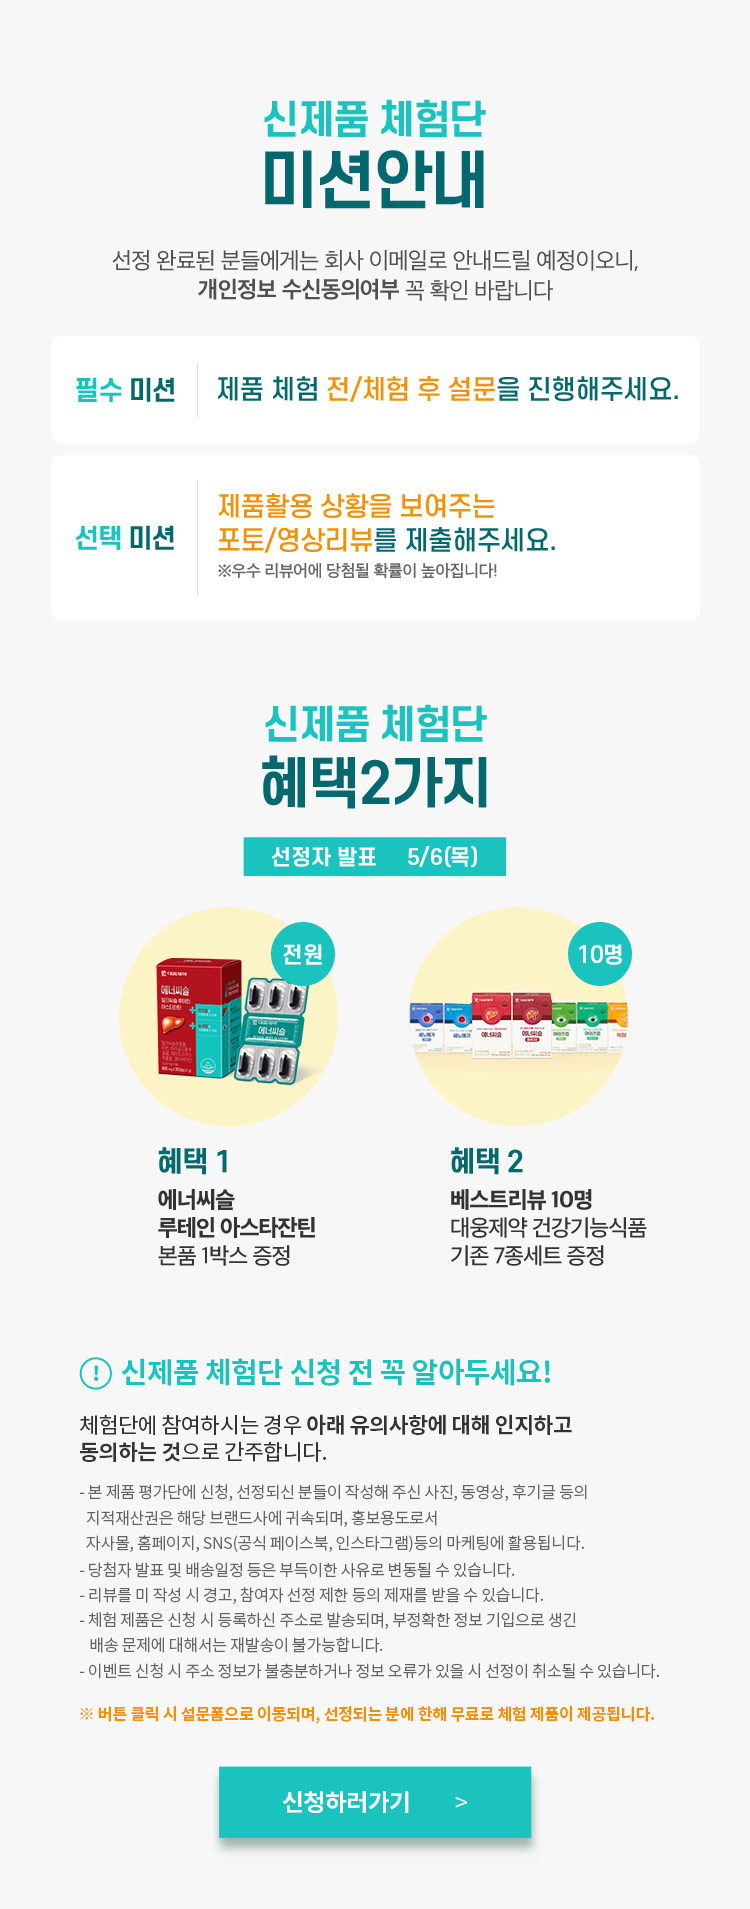 신제품 체험단
미션안내
선정 완료된 분들에게는 회사 이메일로 안내드릴 예정이오니,
개인정보 수신동의여부 꼭 확인 바랍니다
필수 미션
제품 체험 전/체험 후 설문을 진행해주세요.
선택 미션
제품활용 상황을 보여주는
포토/영상리뷰를 제출해주세요.
※우수 리뷰어에 당첨될 확률이 높아집니다!
신제품 체험단
혜택2가지
선정자 발표 5/6(목)
전원
대웅제약
에너씨슬
에너씨슬
10명
에너씨슬
에너씨슬
혜택 1
에너씨슬
루테인 아스타잔틴
본품 1박스 증정
혜택 2
베스트리뷰 10명
대웅제약 건강기능식품
기존 7종세트 증정
! 신제품 체험단 신청 전 꼭 알아두세요!
체험단에 참여하시는 경우 아래 유의사항에 대해 인지하고
동의하는 것으로 간주합니다.
- 본 제품 평가단에 신청, 선정되신 분들이 작성해 주신 사진, 동영상, 후기글 등의
지적재산권은 해당 브랜드사에 귀속되며, 홍보용도로서
자사몰, 홈페이지, SNS(공식 페이스북, 인스타그램)등의 마케팅에 활용됩니다.
- 당첨자 발표 및 배송일정 등은 부득이한 사유로 변동될 수 있습니다.
- 리뷰를 미 작성 시 경고, 참여자 선정 제한 등의 제재를 받을 수 있습니다.
- 체험 제품은 신청 시 등록하신 주소로 발송되며, 부정확한 정보 기입으로 생긴
배송 문제에 대해서는 재발송이 불가능합니다.
- 이벤트 신청 시 주소 정보가 불충분하거나 정보 오류가 있을 시 선정이 취소될 수 있습니다.
※ 버튼 클릭 시 설문폼으로 이동되며, 선정되는 분에 한해 무료로 체험 제품이 제공됩니다.
신청하러가기 >